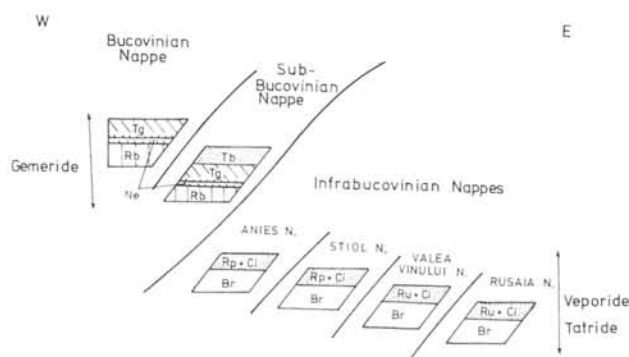 W
E
Bucovinian
Nappe
Sub-
Bucovinian
Nappe
Gemeride
Tg
Rb
Ne
Tb
Tg
Rb
Infrabucovinian Nappes
ANIES N.
STIOL N.
VALEA
VINULUI N.
RUSAIA N.
Rp + Ci
Br
Rp + Ci
Br
Ru + Ci
Br
Ru + Ci
Br
Veporide
Tatride